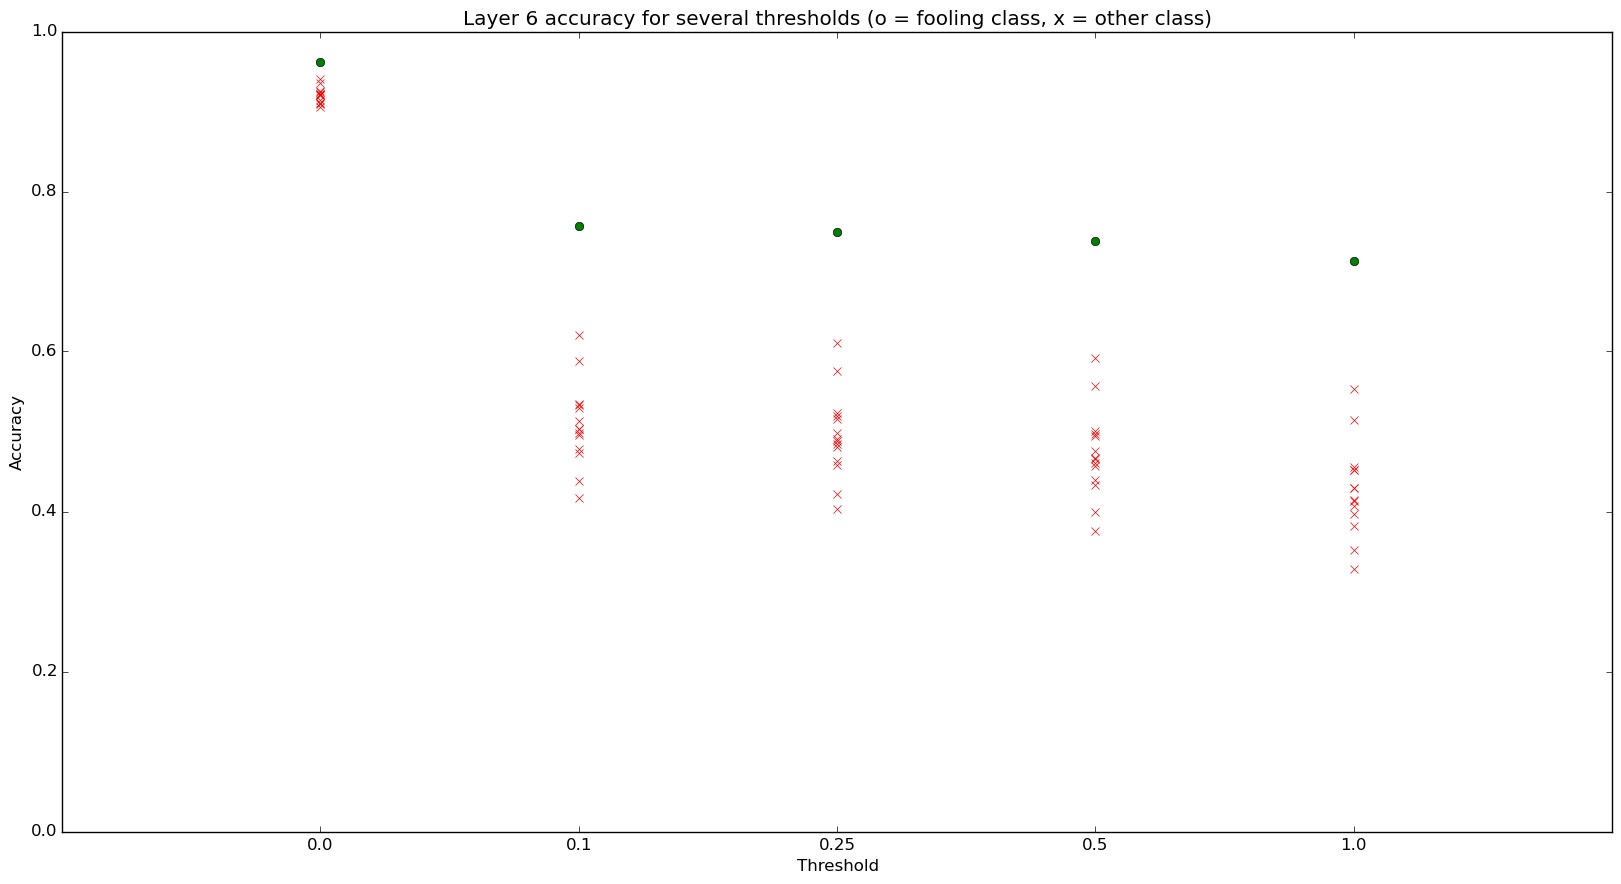 Layer 6 accuracy for several thresholds (o = fooling class, x = other class)
1.0
0.8
0.6
0.4
0.2
0.0
Accuracy
0.0 0.1 0.25 0.5 1.0
Threshold